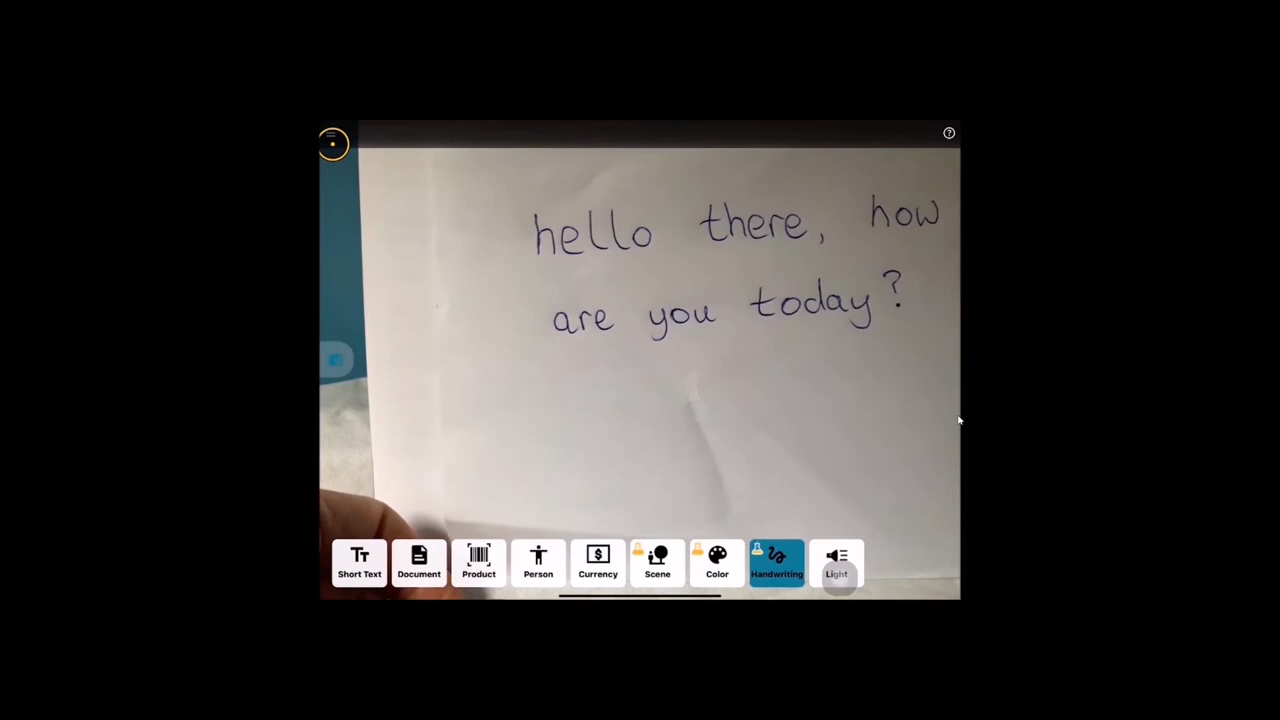 ?
hello there, how
are you today?
Short Text
Document
Product
Person
Currency
Scene
Color
Handwriting
Light